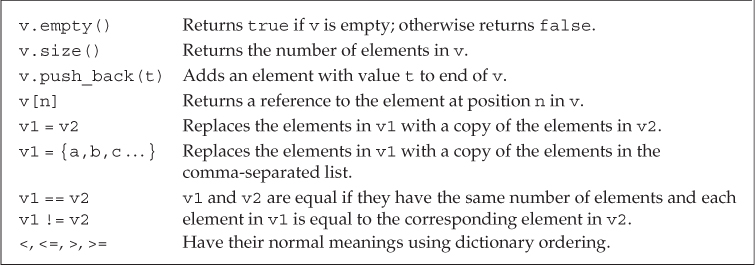 v.empty() Returns true if v is empty; otherwise returns false.
v.size() Returns the number of elements in v.
v.push_back(t) Adds an element with value t to end of v.
v[n] Returns a reference to the element at position n in v.
v1 = v2 Replaces the elements in v1 with a copy of the elements in v2.
v1 = {a,b,c...} Replaces the elements in v1 with a copy of the elements in the
comma-separated list.
v1 == v2 v1 and v2 are equal if they have the same number of elements and each
v1 != v2 element in v1 is equal to the corresponding element in v2.
<, <=, >, >= Have their normal meanings using dictionary ordering.